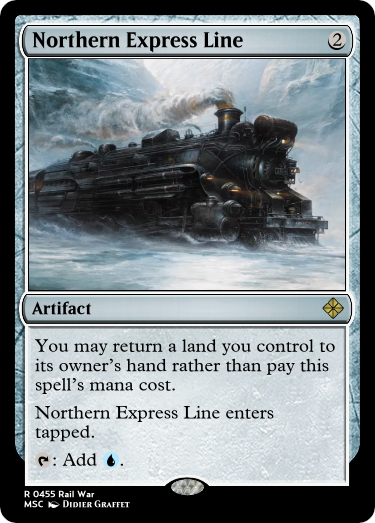 Northern Express Line 2
Artifact
You may return a land you control to
its owner's hand rather than pay this
spell's mana cost.
Northern Express Line enters
tapped.
: Add .
R 0455 Rail War
MSC Didier Graffet